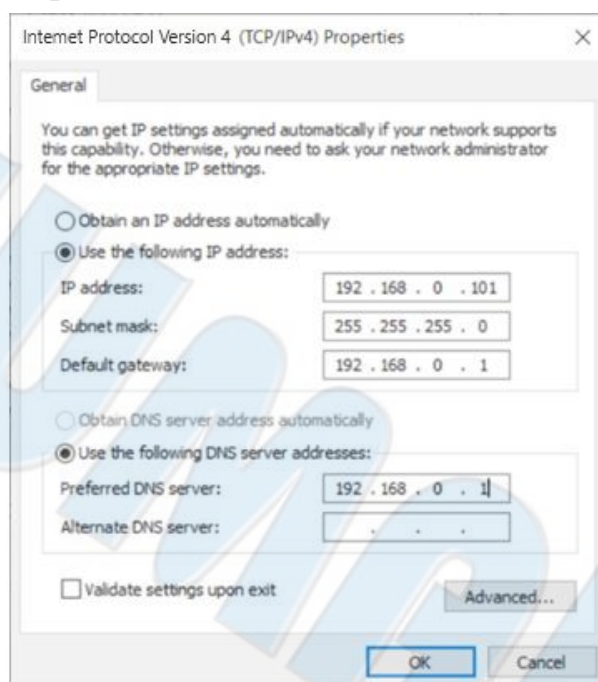 Internet Protocol Version 4 (TCP/IPv4) Properties
General
You can get IP settings assigned automatically if your network supports
this capability. Otherwise, you need to ask your network administrator
for the appropriate IP settings.
Obtain an IP address automatically
Use the following IP address:
IP address: 192 . 168 . 0 . 101
Subnet mask: 255 . 255 . 255 . 0
Default gateway: 192 . 168 . 0 . 1
Obtain DNS server address automatically
Use the following DNS server addresses:
Preferred DNS server: 192 . 168 . 0 . 1
Alternate DNS server: . . .
Validate settings upon exit
Advanced...
OK Cancel